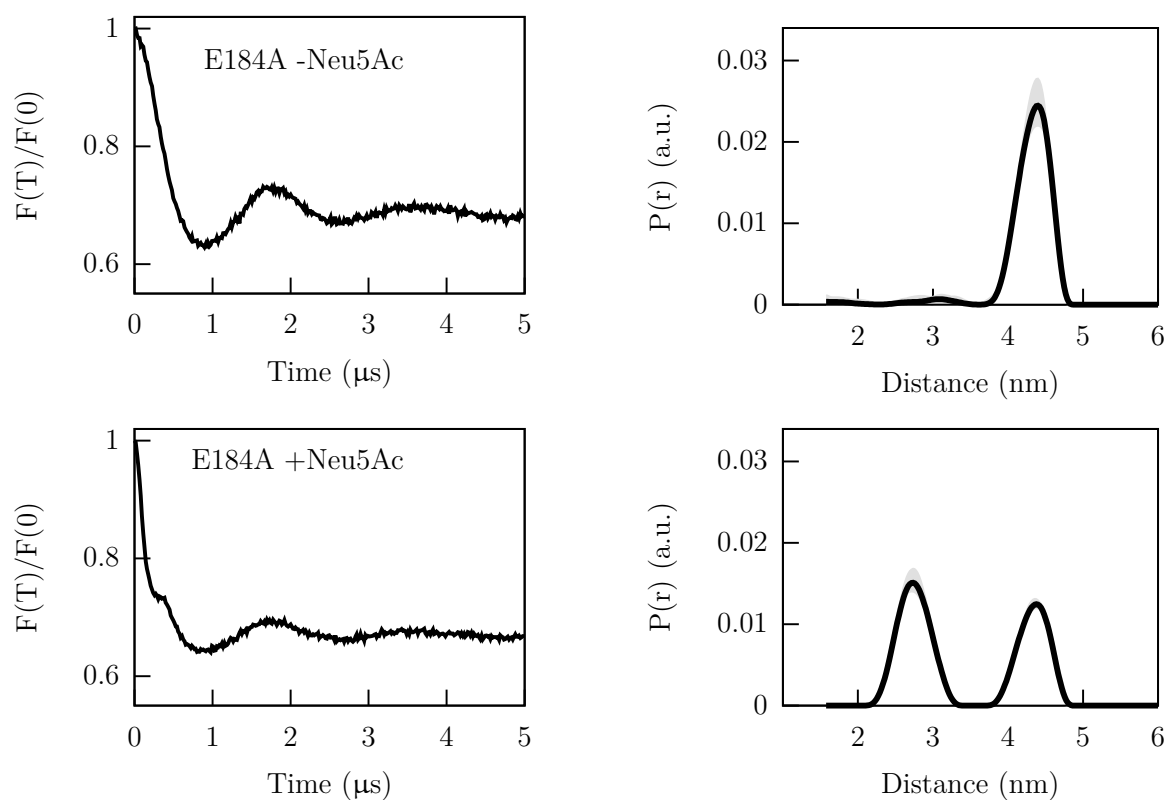 F(T)/F(0)
1
0.8
0.6
E184A -Neu5Ac
0 1 2 3 4 5
Time (μs)
P(r) (a.u.)
0.03
0.02
0.01
0
2 3 4 5 6
Distance (nm)
F(T)/F(0)
1
0.8
0.6
E184A +Neu5Ac
0 1 2 3 4 5
Time (μs)
P(r) (a.u.)
0.03
0.02
0.01
0
2 3 4 5 6
Distance (nm)